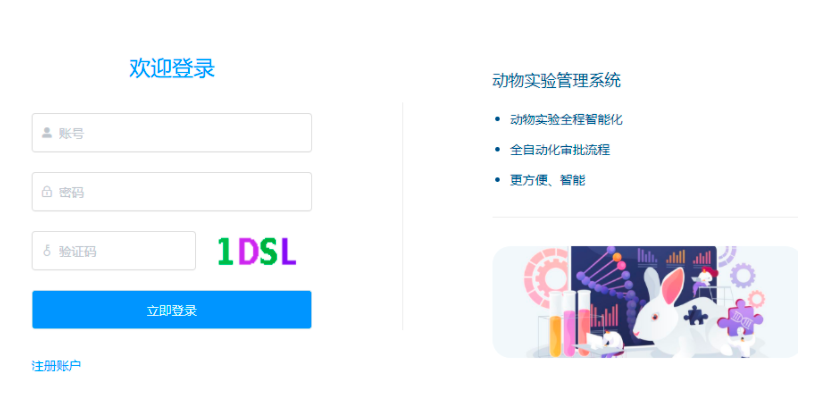 欢迎登录
账号
密码
验证码
1DSL
立即登录
注册账户
动物实验管理系统
动物实验全程智能化
全自动化审批流程
更方便、智能